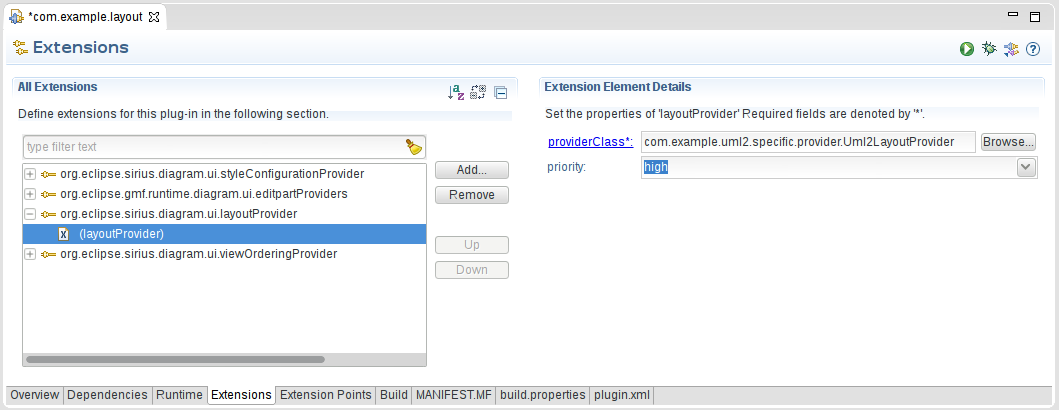 *com.example.layout
Extensions
All Extensions
Define extensions for this plug-in in the following section.
type filter text
org.eclipse.sirius.diagram.ui.styleConfigurationProvider
org.eclipse.gmf.runtime.diagram.ui.editpartProviders
org.eclipse.sirius.diagram.ui.layoutProvider
(layoutProvider)
org.eclipse.sirius.diagram.ui.viewOrderingProvider
Add...
Remove
Up
Down
Extension Element Details
Set the properties of 'layoutProvider' Required fields are denoted by '*'.
providerClass*: com.example.uml2.specific.provider.Uml2LayoutProvider Browse...
priority: high
Overview Dependencies Runtime Extensions Extension Points Build MANIFEST.MF build.properties plugin.xml